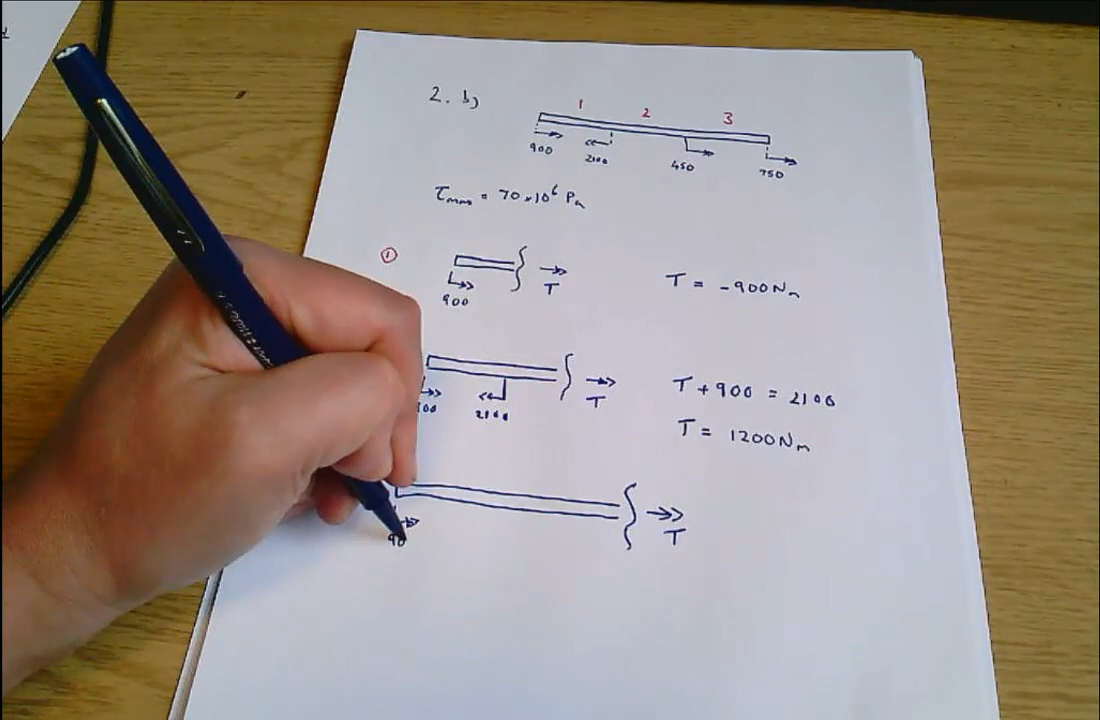 2. b)
1 2 3
900 2100 450 750
τmax = 70×10⁶ Pa
① 900 T T = -900Nm
2100 T T + 900 = 2100
T = 1200Nm
90 T